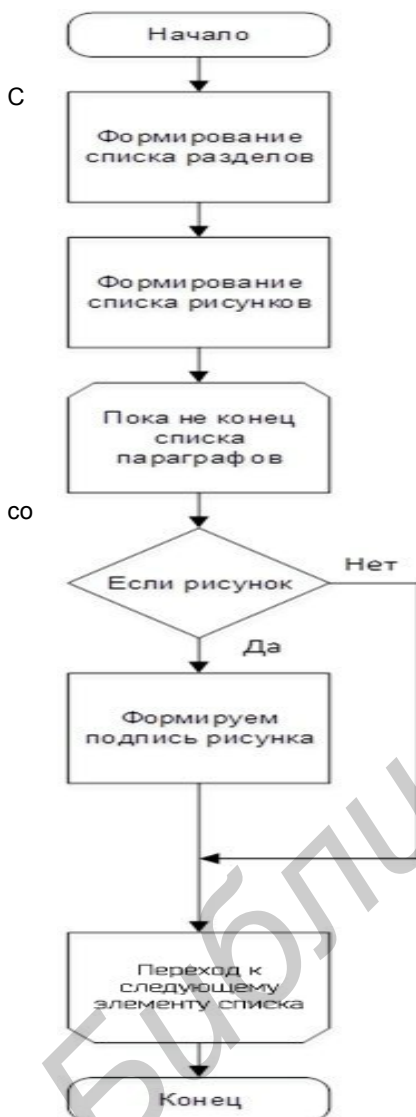 Начало
С
Формирование
списка разделов
Формирование
списка рисунков
Пока не конец
списка
параграфов
со
Если рисунок
Нет
Да
Формируем
подпись рисунка
Переход к
следующему
элементу списка
Конец
Библи